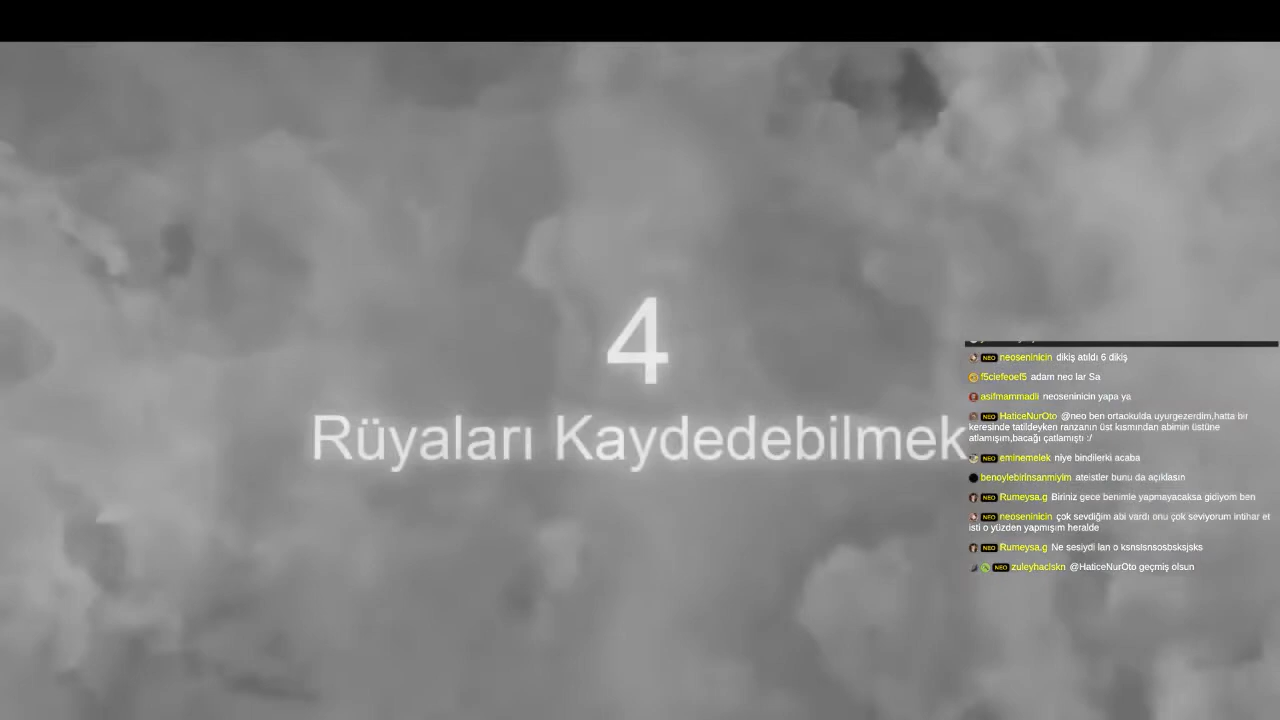 4
Rüyaları Kaydedebilmek
NEO neoseninicin dikiş atıldı 6 dikiş
f5ciefeoef5 adam neo lar Sa
asifmammadli neoseninicin yapa ya
NEO HaticeNurOto @neo ben ortaokulda uyurgezerdim,hatta bir
keresinde tatildeyken ranzanın üst kısmından abimin üstüne
atlamışım,bacağı çatlamıştı :/
NEO eminemelek niye bindilerki acaba
benoylebirinsanmiyim ateistler bunu da açıklasın
NEO Rumeysa.g Biriniz gece benimle yapmayacaksa gidiyom ben
NEO neoseninicin çok sevdiğim abi vardı onu çok seviyorum intihar et
isti o yüzden yapmışım heralde
NEO Rumeysa.g Ne sesiydi lan o ksnslsnsosbsksjsks
NEO zuleyhaclskn @HaticeNurOto geçmiş olsun